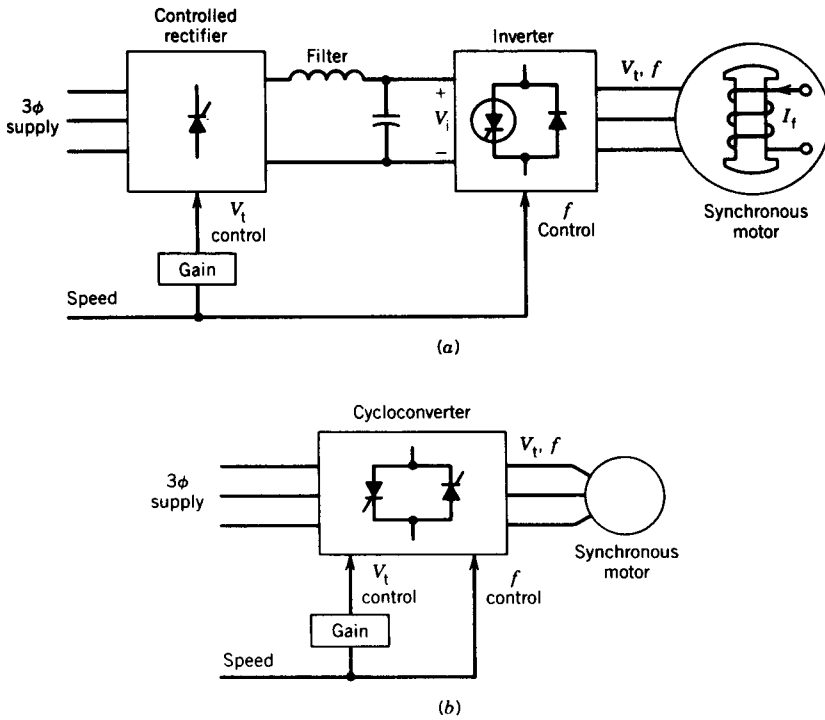 Controlled
rectifier
Filter
Inverter
3ϕ
supply
+
V_i
−
V_t, f
I_f
Synchronous
motor
V_t
control
f
Control
Gain
Speed
(a)
Cycloconverter
3ϕ
supply
V_t, f
Synchronous
motor
V_t
control
f
control
Gain
Speed
(b)